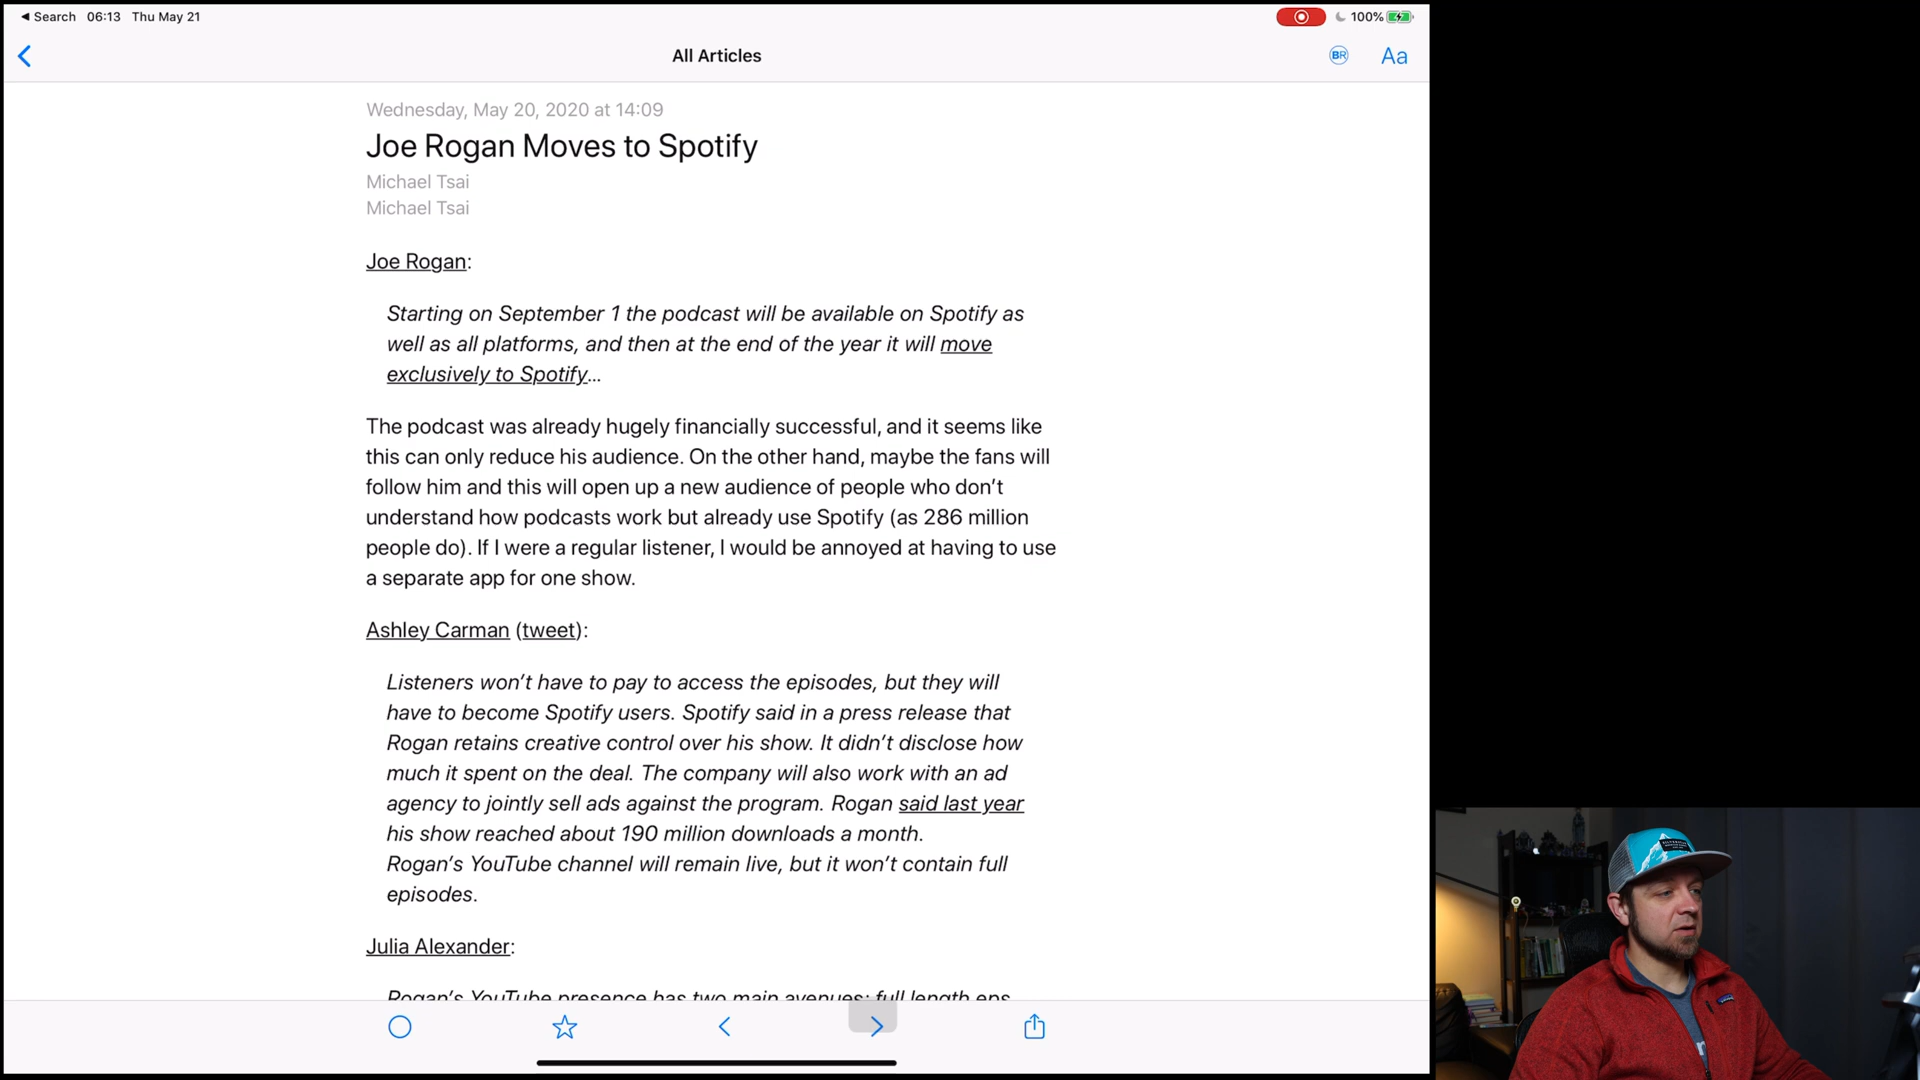 Search 06:13 Thu May 21
100%
All Articles
BR
Aa
Wednesday, May 20, 2020 at 14:09
Joe Rogan Moves to Spotify
Michael Tsai
Michael Tsai
Joe Rogan:
Starting on September 1 the podcast will be available on Spotify as
well as all platforms, and then at the end of the year it will move
exclusively to Spotify...
The podcast was already hugely financially successful, and it seems like
this can only reduce his audience. On the other hand, maybe the fans will
follow him and this will open up a new audience of people who don’t
understand how podcasts work but already use Spotify (as 286 million
people do). If I were a regular listener, I would be annoyed at having to use
a separate app for one show.
Ashley Carman (tweet):
Listeners won’t have to pay to access the episodes, but they will
have to become Spotify users. Spotify said in a press release that
Rogan retains creative control over his show. It didn’t disclose how
much it spent on the deal. The company will also work with an ad
agency to jointly sell ads against the program. Rogan said last year
his show reached about 190 million downloads a month.
Rogan’s YouTube channel will remain live, but it won’t contain full
episodes.
Julia Alexander:
Rogan’s YouTube presence has two main avenues: full length eps